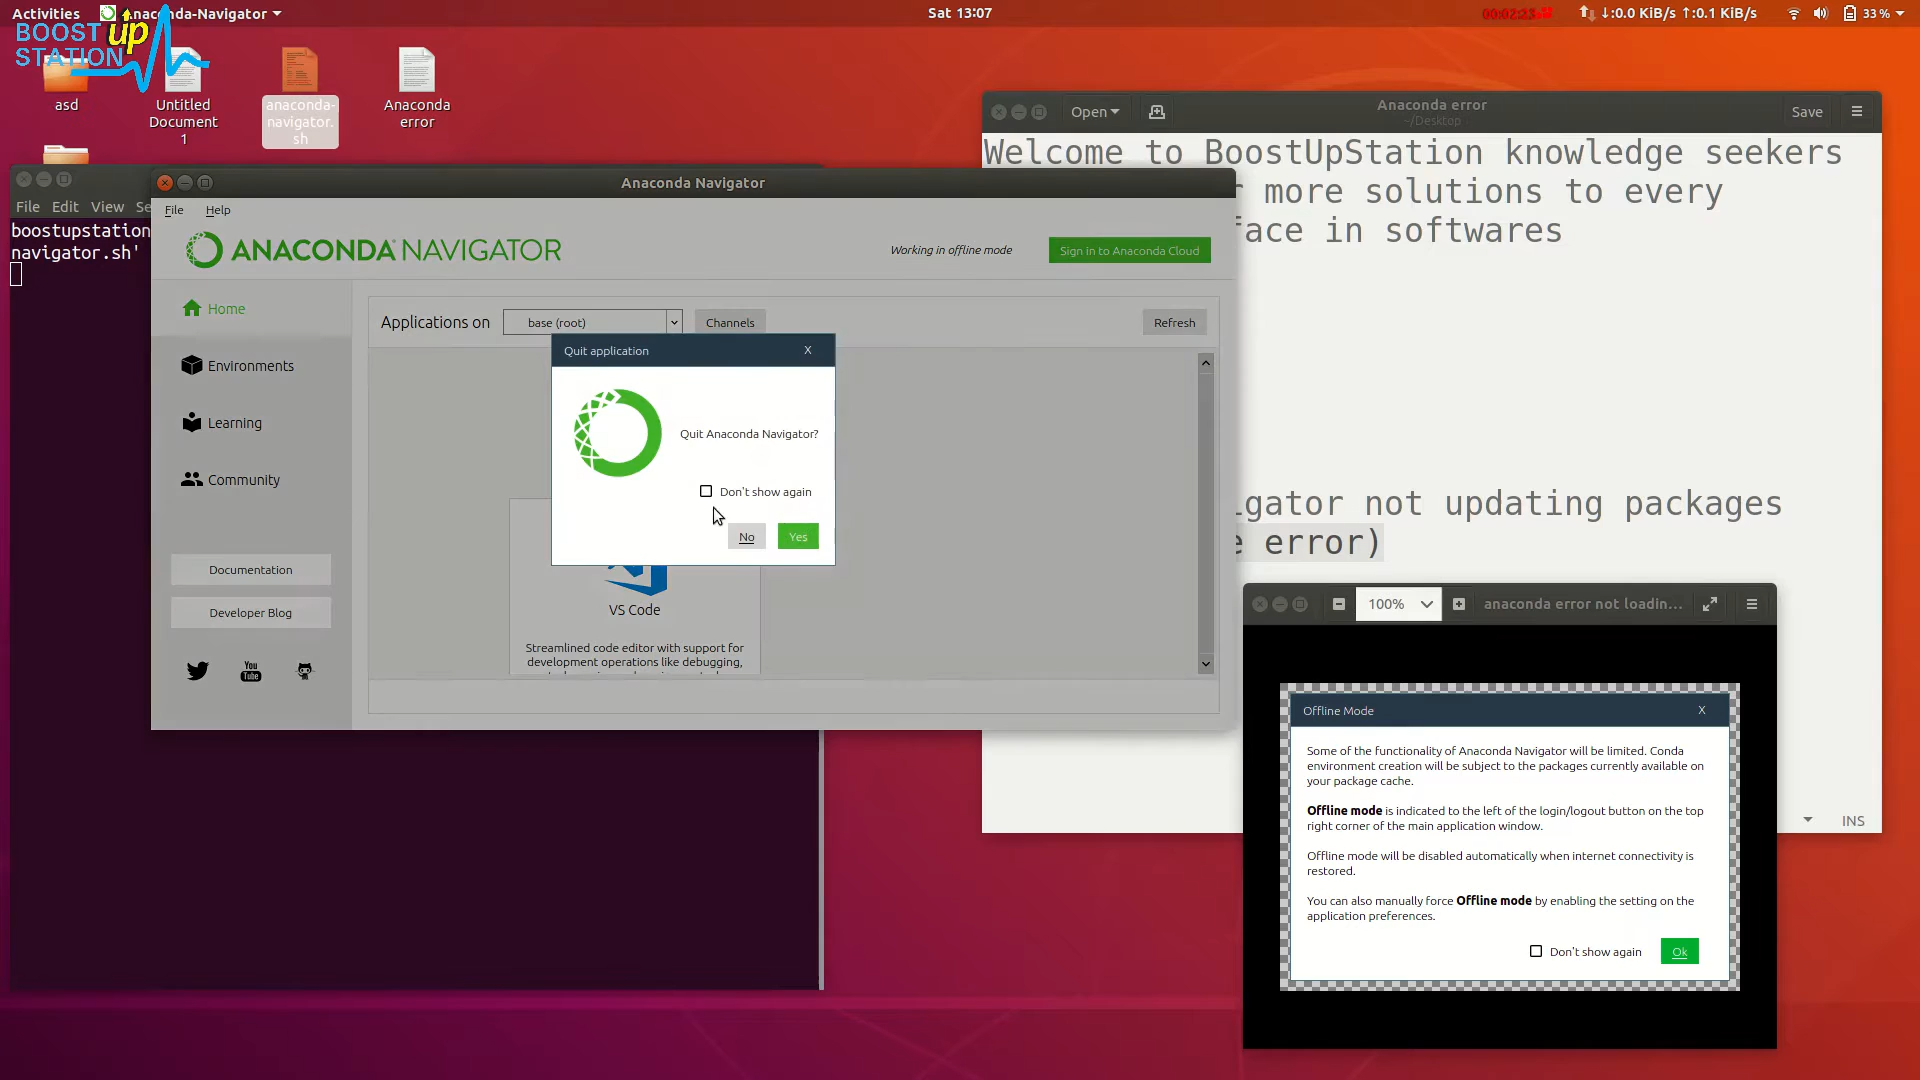 Activities
Anaconda-Navigator
Sat 13:07
↓:0.0 KiB/s ↑:0.1 KiB/s
33 %
BOOST up
STATION
asd
Untitled
Document
1
anaconda-
navigator.
sh
Anaconda
error
Open
Anaconda error
~/Desktop
Save
Welcome to BoostUpStation knowledge seekers
more solutions to every
face in softwares
not updating packages
error)
INS
File Edit View
boostupstation
navigator.sh'
Anaconda Navigator
File Help
ANACONDA NAVIGATOR
Working in offline mode
Sign in to Anaconda Cloud
Home
Environments
Learning
Community
Documentation
Developer Blog
You
Tube
Applications on
base (root)
Channels
Refresh
Quit application
X
Quit Anaconda Navigator?
Don't show again
No
Yes
VS Code
Streamlined code editor with support for
development operations like debugging,
100%
anaconda error not loadin...
Offline Mode
X
Some of the functionality of Anaconda Navigator will be limited. Conda
environment creation will be subject to the packages currently available on
your package cache.
Offline mode is indicated to the left of the login/logout button on the top
right corner of the main application window.
Offline mode will be disabled automatically when internet connectivity is
restored.
You can also manually force Offline mode by enabling the setting on the
application preferences.
Don't show again
Ok